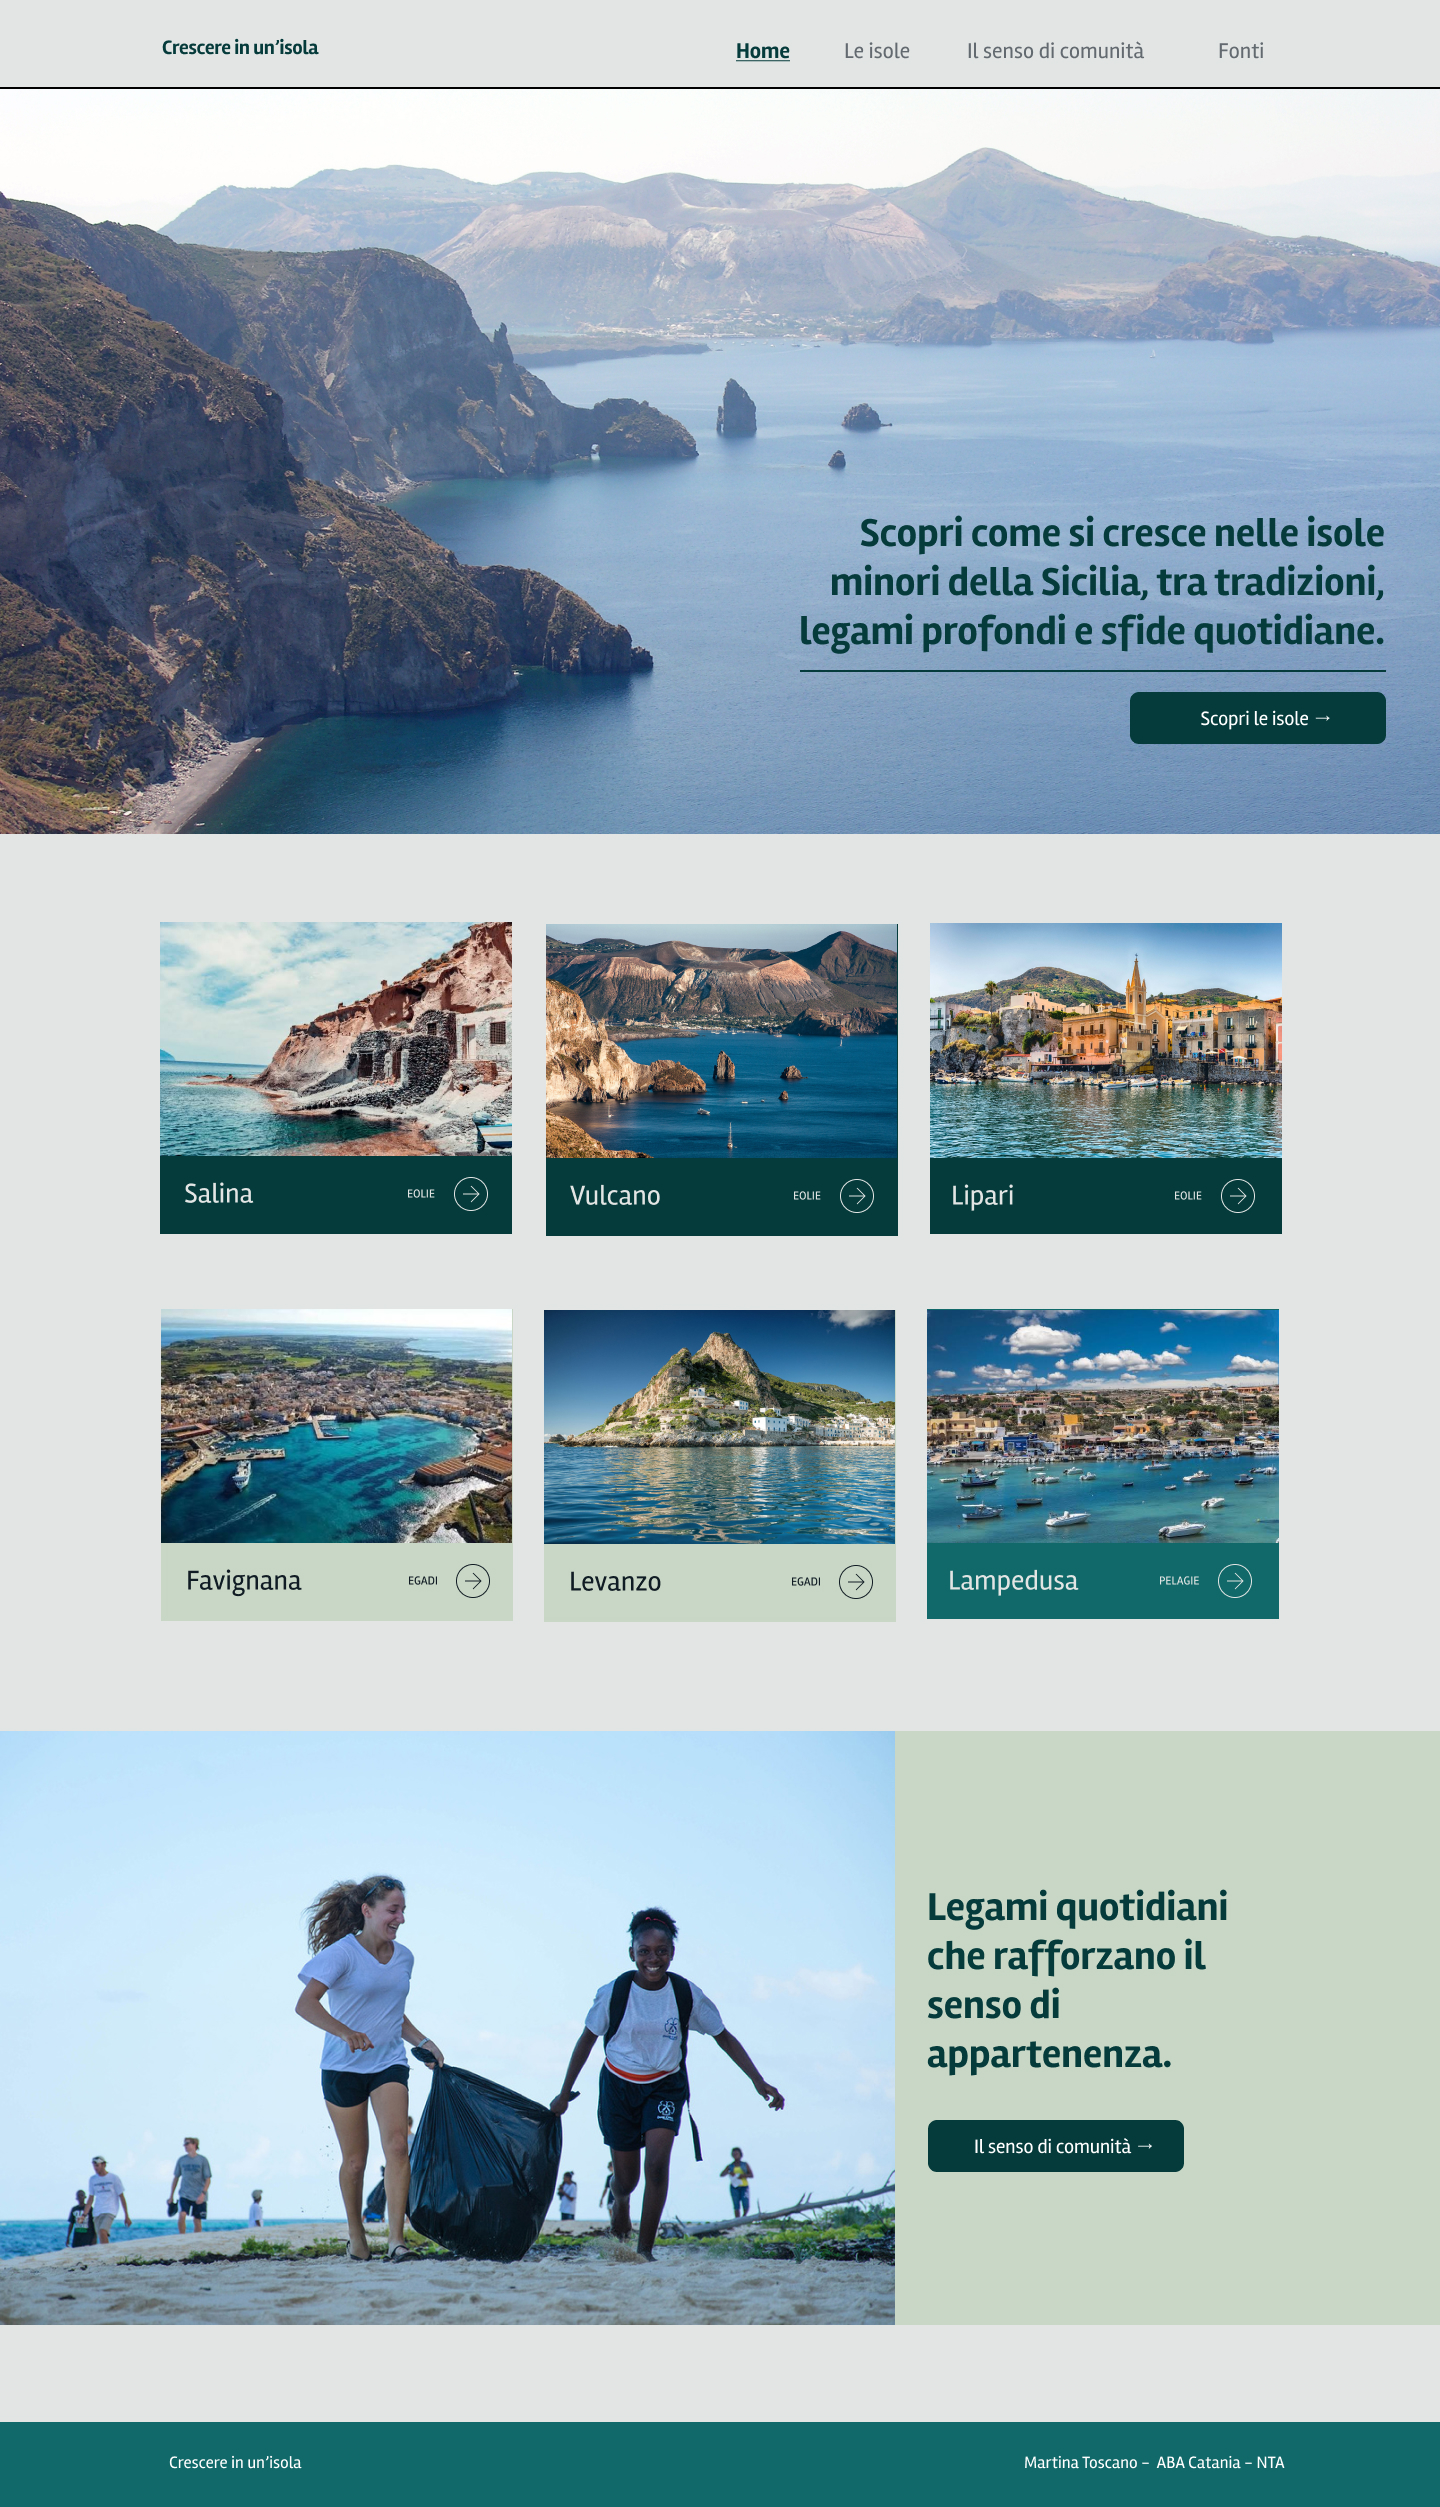 Crescere in un’isola
Home
Le isole
Il senso di comunità
Fonti
Scopri come si cresce nelle isole
minori della Sicilia, tra tradizioni,
legami profondi e sfide quotidiane.
Scopri le isole →
Salina
EOLIE
Vulcano
EOLIE
Lipari
EOLIE
Favignana
EGADI
Levanzo
EGADI
Lampedusa
PELAGIE
Legami quotidiani
che rafforzano il
senso di
appartenenza.
Il senso di comunità →
Crescere in un’isola
Martina Toscano - ABA Catania - NTA